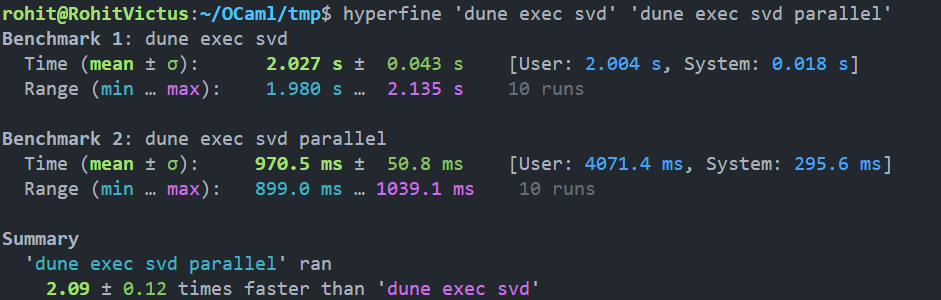 rohit@RohitVictus:~/OCaml/tmp$ hyperfine 'dune exec svd' 'dune exec svd parallel'
Benchmark 1: dune exec svd
  Time (mean ± σ):      2.027 s ±  0.043 s    [User: 2.004 s, System: 0.018 s]
  Range (min … max):    1.980 s …  2.135 s    10 runs

Benchmark 2: dune exec svd parallel
  Time (mean ± σ):     970.5 ms ±  50.8 ms    [User: 4071.4 ms, System: 295.6 ms]
  Range (min … max):   899.0 ms … 1039.1 ms    10 runs

Summary
  'dune exec svd parallel' ran
    2.09 ± 0.12 times faster than 'dune exec svd'